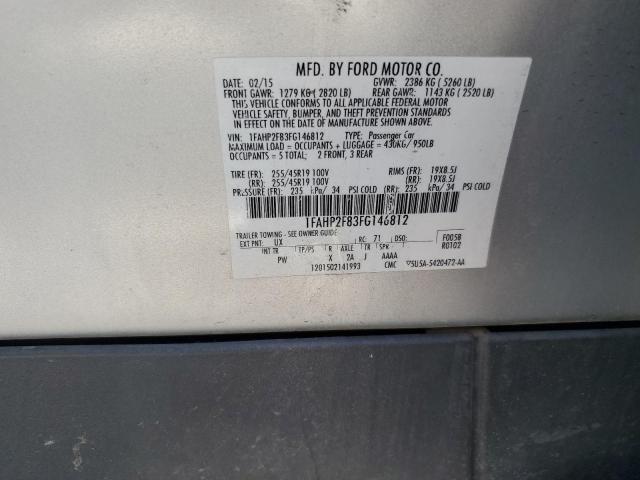 MFD. BY FORD MOTOR CO.
DATE: 02/15 GVWR: 2386 KG ( 5260 LB)
FRONT GAWR: 1279 KG ( 2820 LB) REAR GAWR: 1143 KG ( 2520 LB)
THIS VEHICLE CONFORMS TO ALL APPLICABLE FEDERAL MOTOR
VEHICLE SAFETY, BUMPER, AND THEFT PREVENTION STANDARDS
IN EFFECT ON THE DATE OF MANUFACTURE SHOWN ABOVE.
VIN: 1FAHP2F83FG146812 TYPE: Passenger Car
MAXIMUM LOAD = OCCUPANTS + LUGGAGE = 430KG/ 950LB
OCCUPANTS = 5 TOTAL; 2 FRONT, 3 REAR
TIRE (FR): 255/45R19 100V RIMS (FR): 19X8.5J
(RR): 255/45R19 100V (RR): 19X8.5J
PRESSURE (FR): 235 kPa/ 34 PSI COLD (RR): 235 kPa/ 34 PSI COLD
1FAHP2F83FG146812
TRAILER TOWING - SEE OWNER GUIDE
EXT PNT: UX RC: 71 DSO: F0058
INT TR TP/PS R AXLE TR SPR R0102
PW X 2A J AAAA
1201502141993 CMC 5U5A-5420472-AA